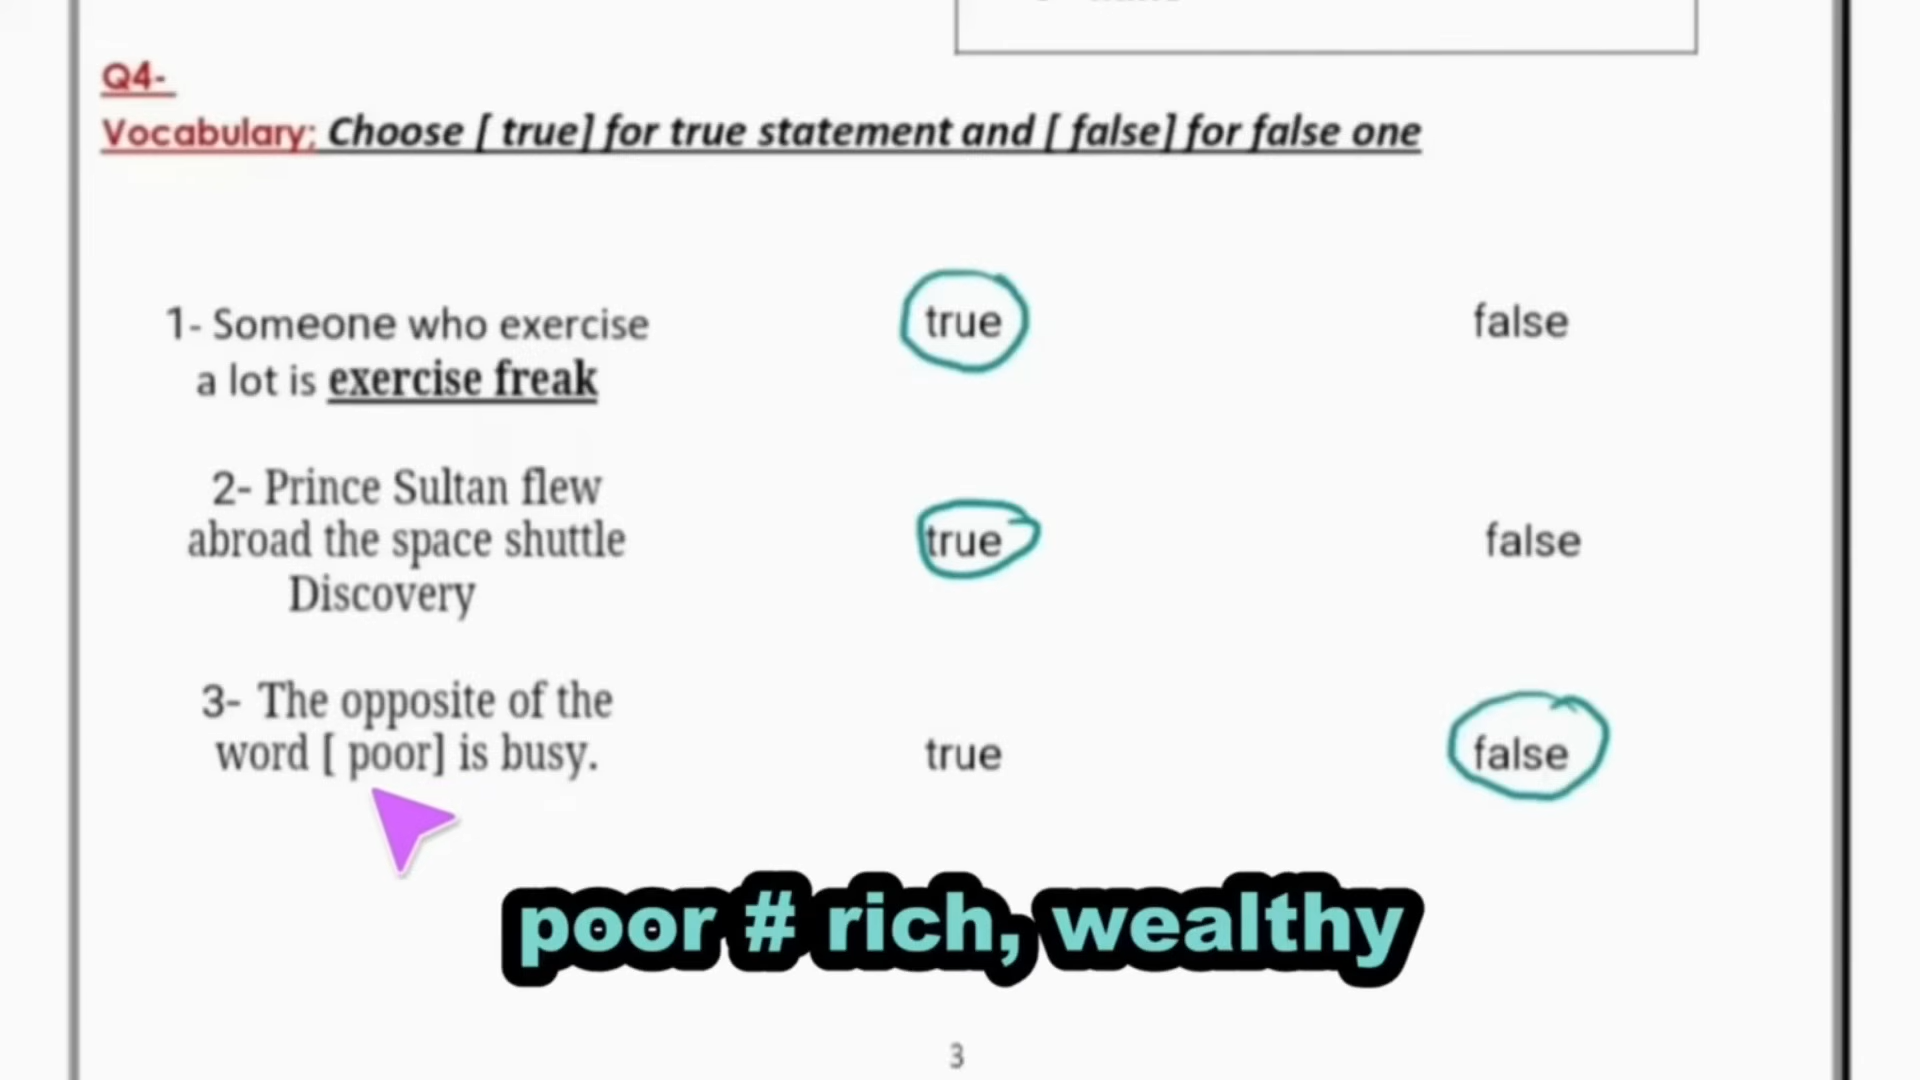 Q4-
Vocabulary; Choose [ true] for true statement and [ false] for false one
1- Someone who exercise true false
a lot is exercise freak
2- Prince Sultan flew
abroad the space shuttle true false
Discovery
3- The opposite of the
word [ poor] is busy. true false
poor # rich, wealthy
3